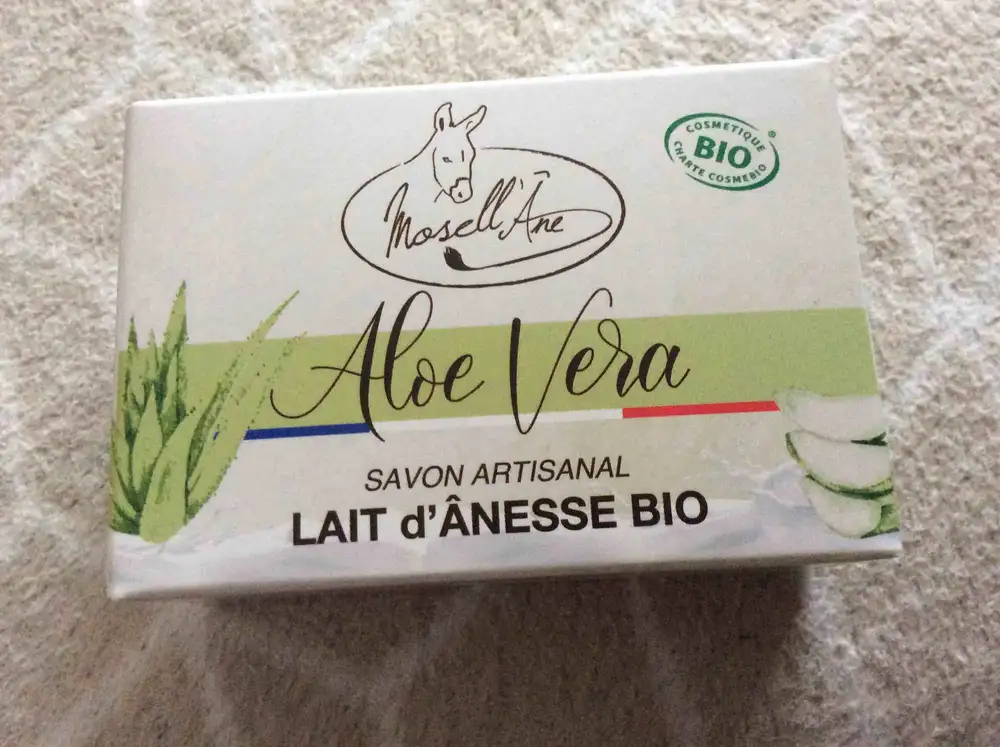 COSMETIQUE
BIO
®
CHARTE COSMEBIO
Mosell'Âne
Aloe Vera
SAVON ARTISANAL
LAIT d'ÂNESSE BIO